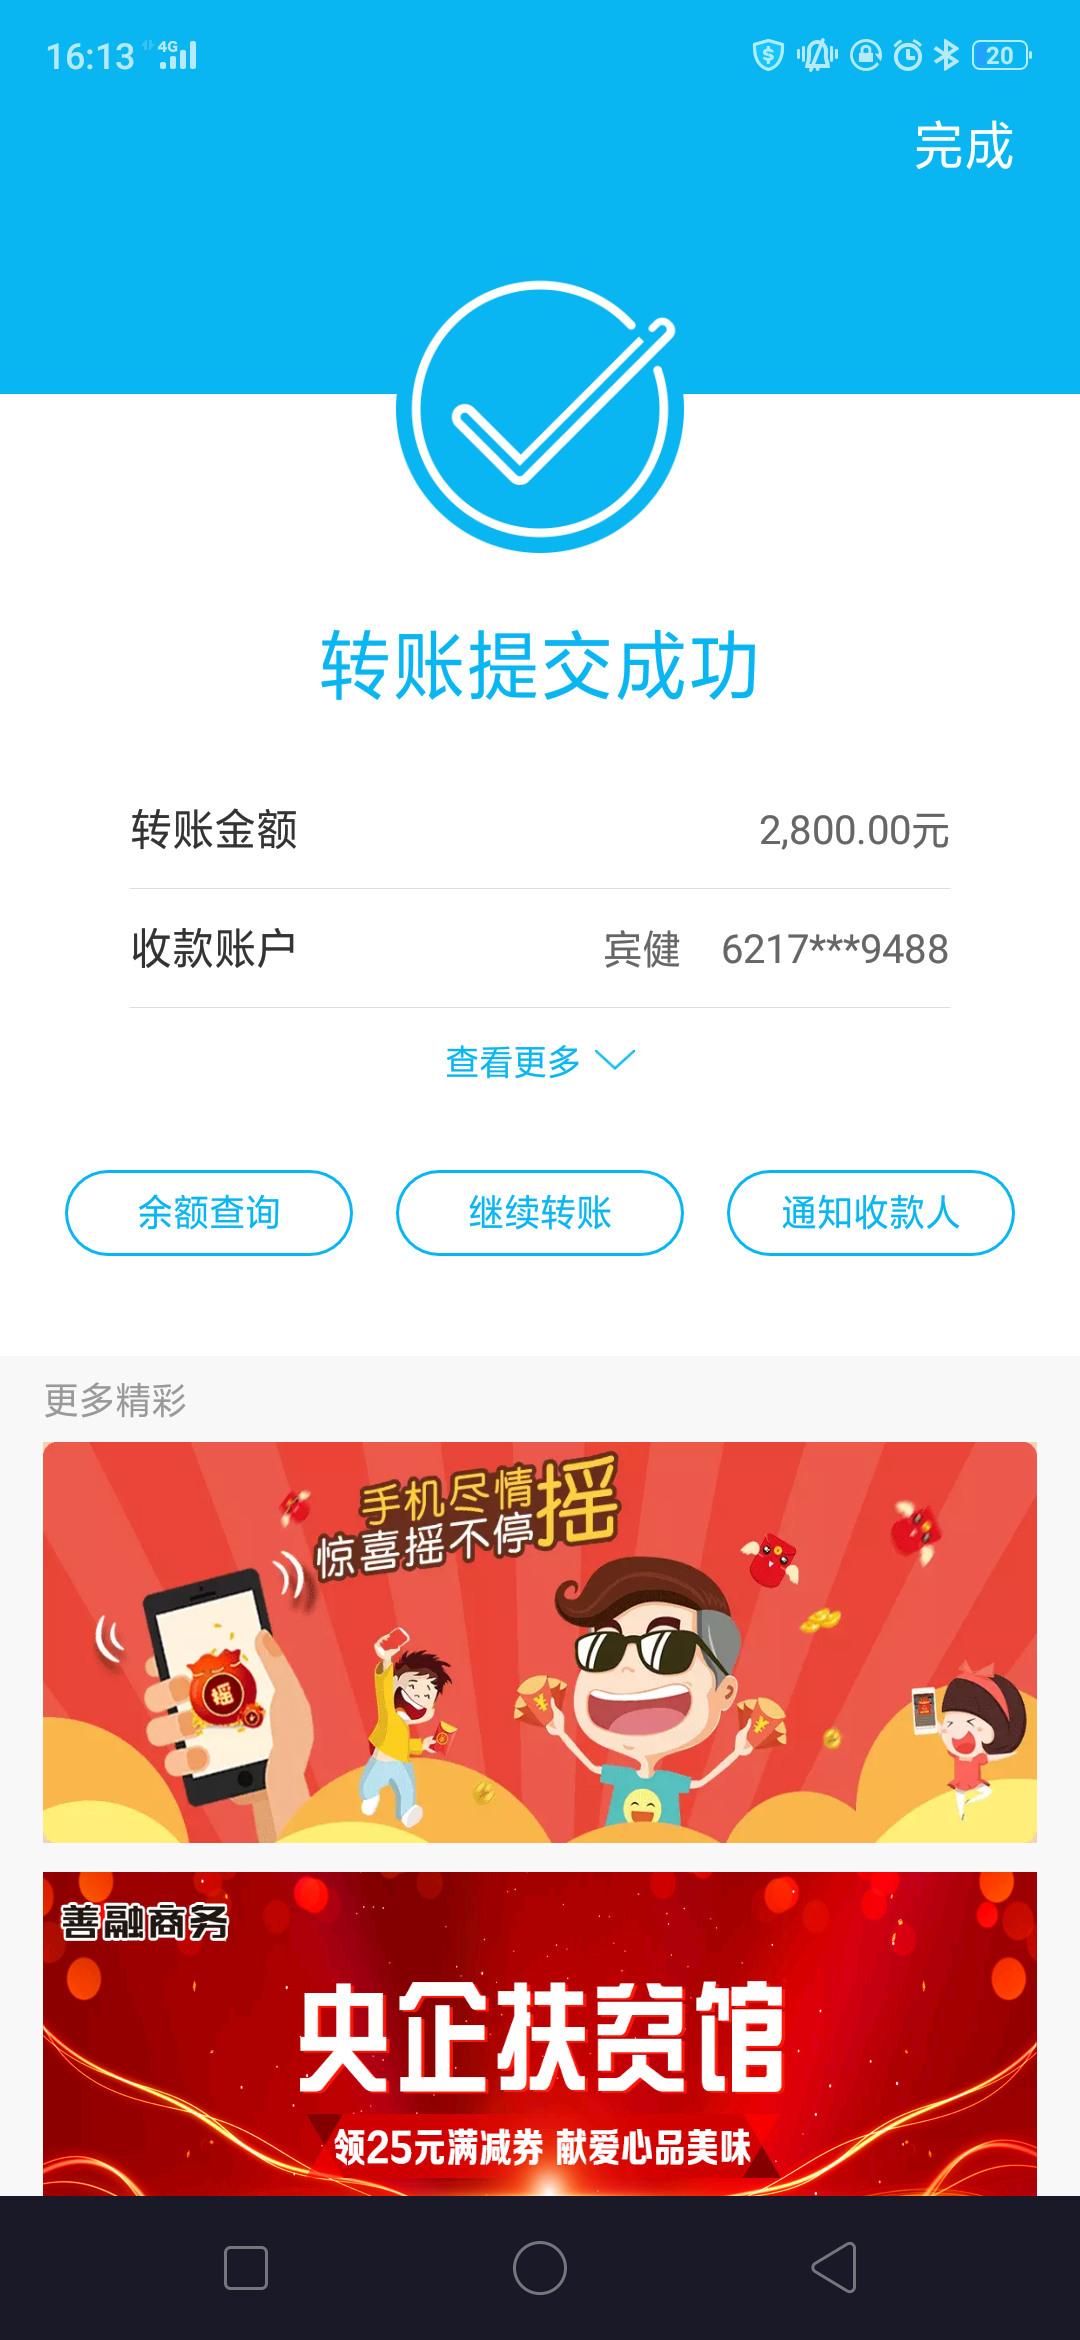 16:13 4G 20
完成
转账提交成功
转账金额 2,800.00元
收款账户 宾健 6217***9488
查看更多
余额查询 继续转账 通知收款人
更多精彩
手机尽情摇
惊喜摇不停
摇
善融商务
央企扶贫馆
领25元满减券 献爱心品美味